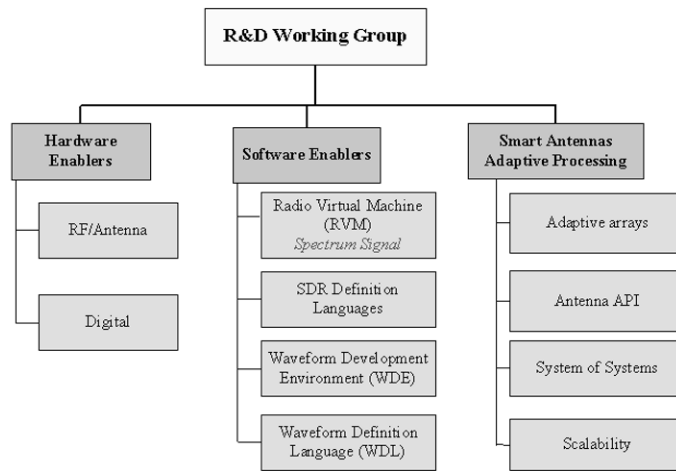 R&D Working Group
Hardware
Enablers
RF/Antenna
Digital
Software Enablers
Radio Virtual Machine
(RVM)
Spectrum Signal
SDR Definition
Languages
Waveform Development
Environment (WDE)
Waveform Definition
Language (WDL)
Smart Antennas
Adaptive Processing
Adaptive arrays
Antenna API
System of Systems
Scalability